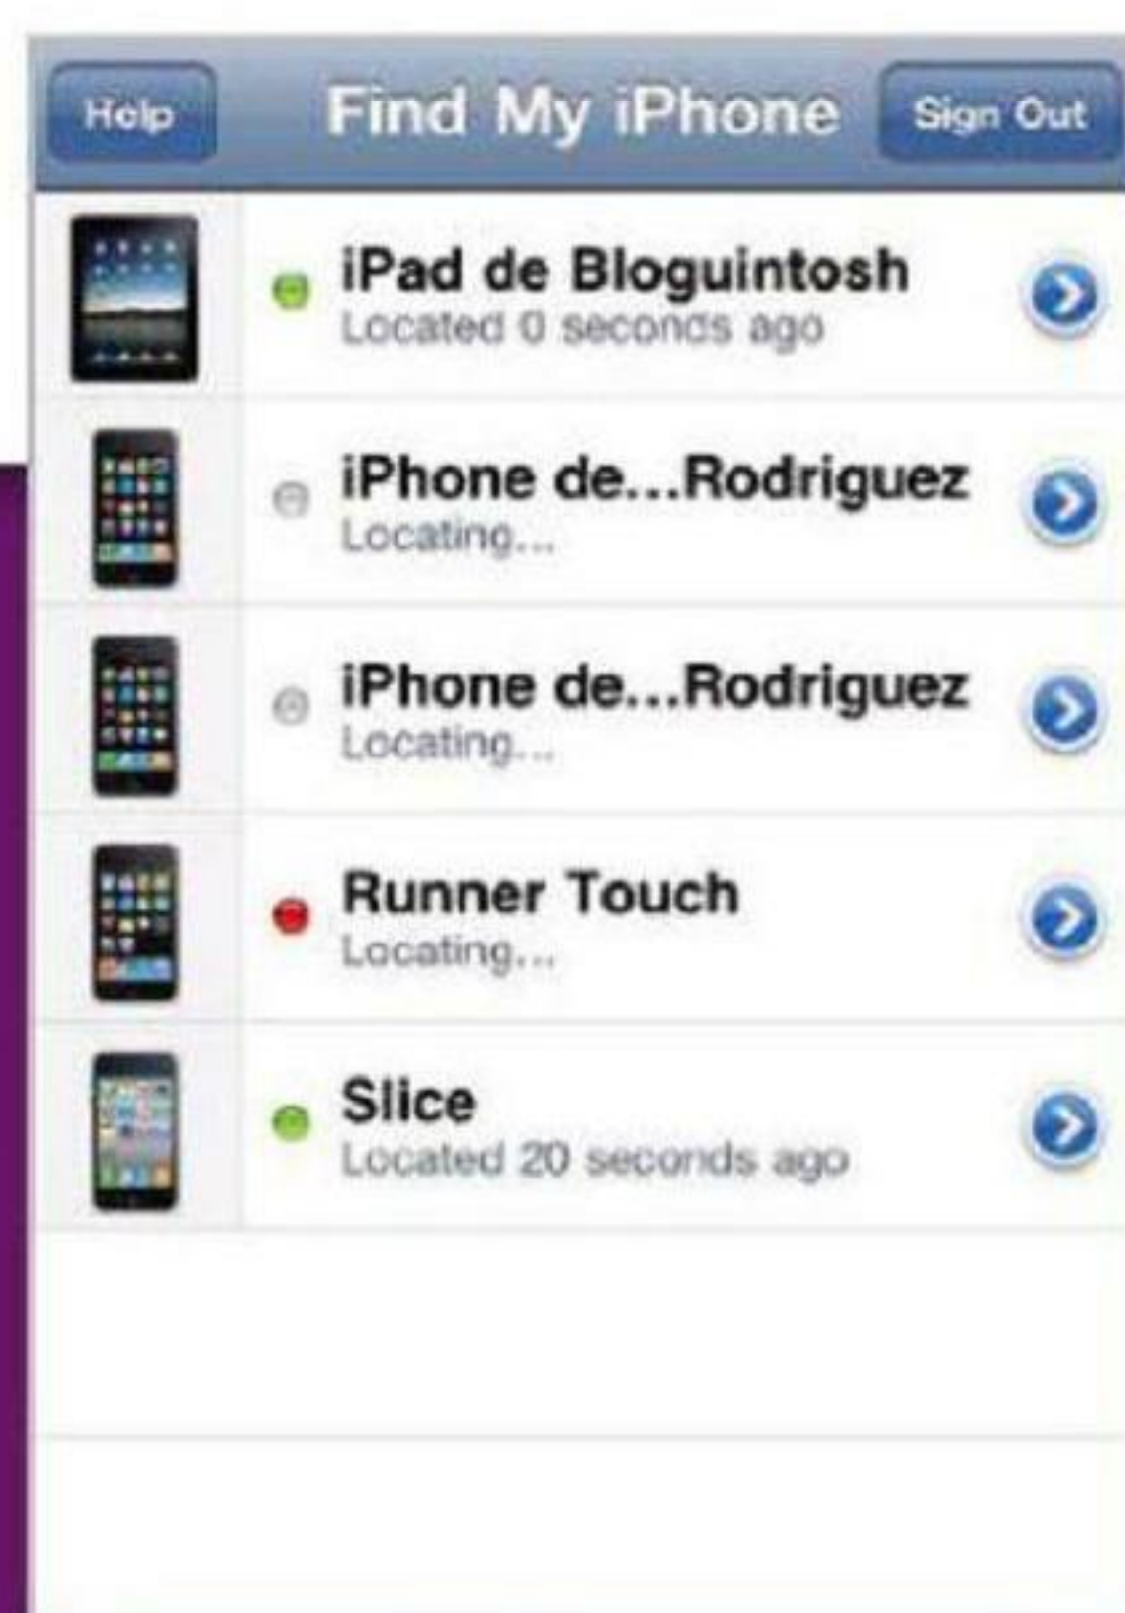 Help
Find My iPhone
Sign Out
iPad de Bloguintosh
Located 0 seconds ago
iPhone de...Rodriguez
Locating...
iPhone de...Rodriguez
Locating...
Runner Touch
Locating...
Slice
Located 20 seconds ago